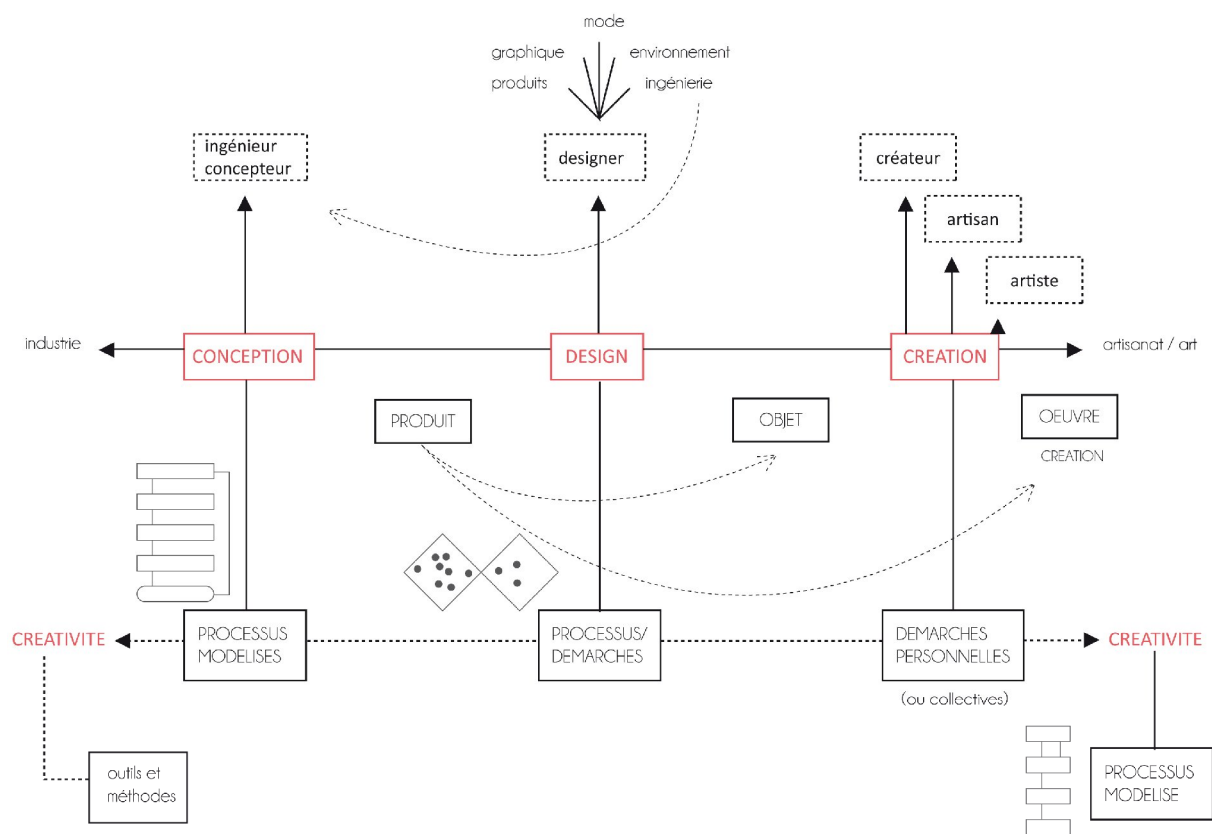 mode
graphique
environnement
produits
ingénierie
ingénieur
concepteur
designer
créateur
artisan
artiste
industrie
CONCEPTION
DESIGN
CREATION
artisanat / art
PRODUIT
OBJET
OEUVRE
CREATION
CREATIVITE
PROCESSUS
MODELISES
PROCESSUS/
DEMARCHES
DEMARCHES
PERSONNELLES
(ou collectives)
CREATIVITE
outils et
méthodes
PROCESSUS
MODELISE